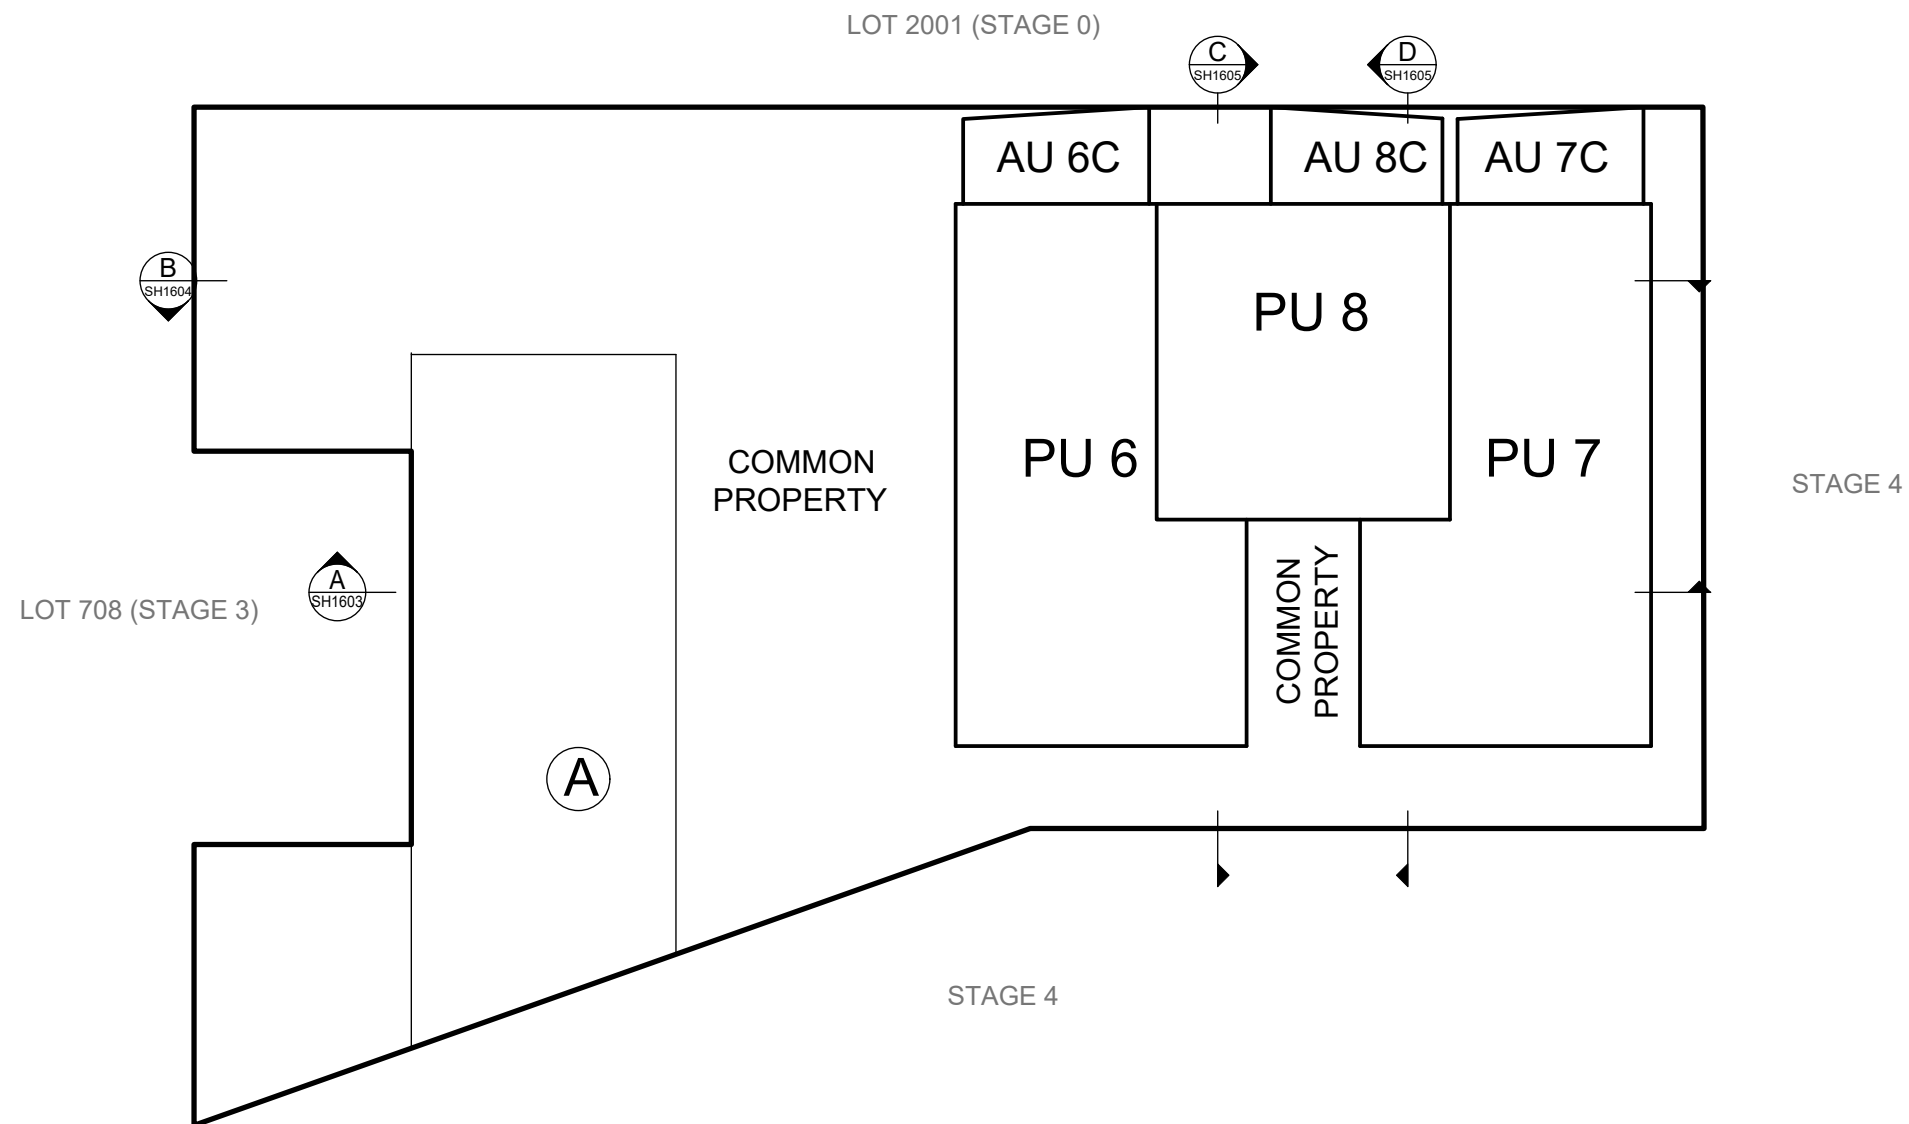 LOT 2001 (STAGE 0)
C
SH1605
D
SH1605
AU 6C
AU 8C
AU 7C
B
SH1604
PU 8
COMMON
PROPERTY
PU 6
PU 7
STAGE 4
A
SH1603
LOT 708 (STAGE 3)
COMMON
PROPERTY
A
STAGE 4